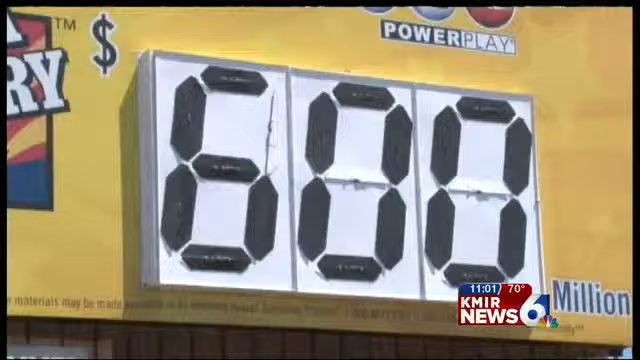 TM
RY
$
POWERPLAY
600
Million
materials may be made
11:01 70°
KMIR
NEWS 6